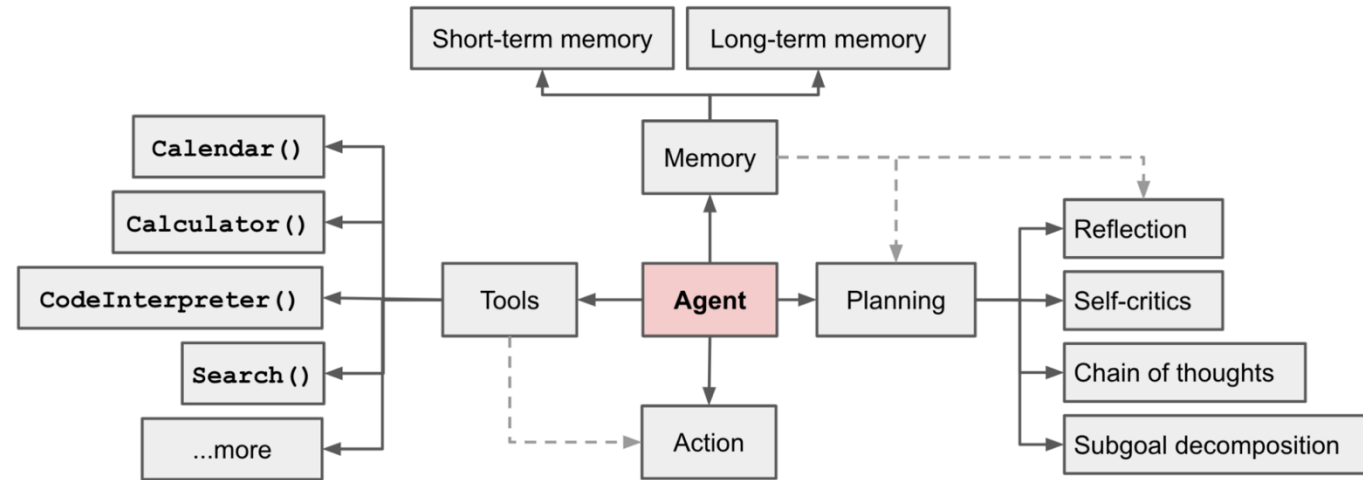 Short-term memory
Long-term memory
Calendar()
Memory
Calculator()
Reflection
CodeInterpreter()
Tools
Agent
Planning
Self-critics
Search()
Chain of thoughts
...more
Action
Subgoal decomposition